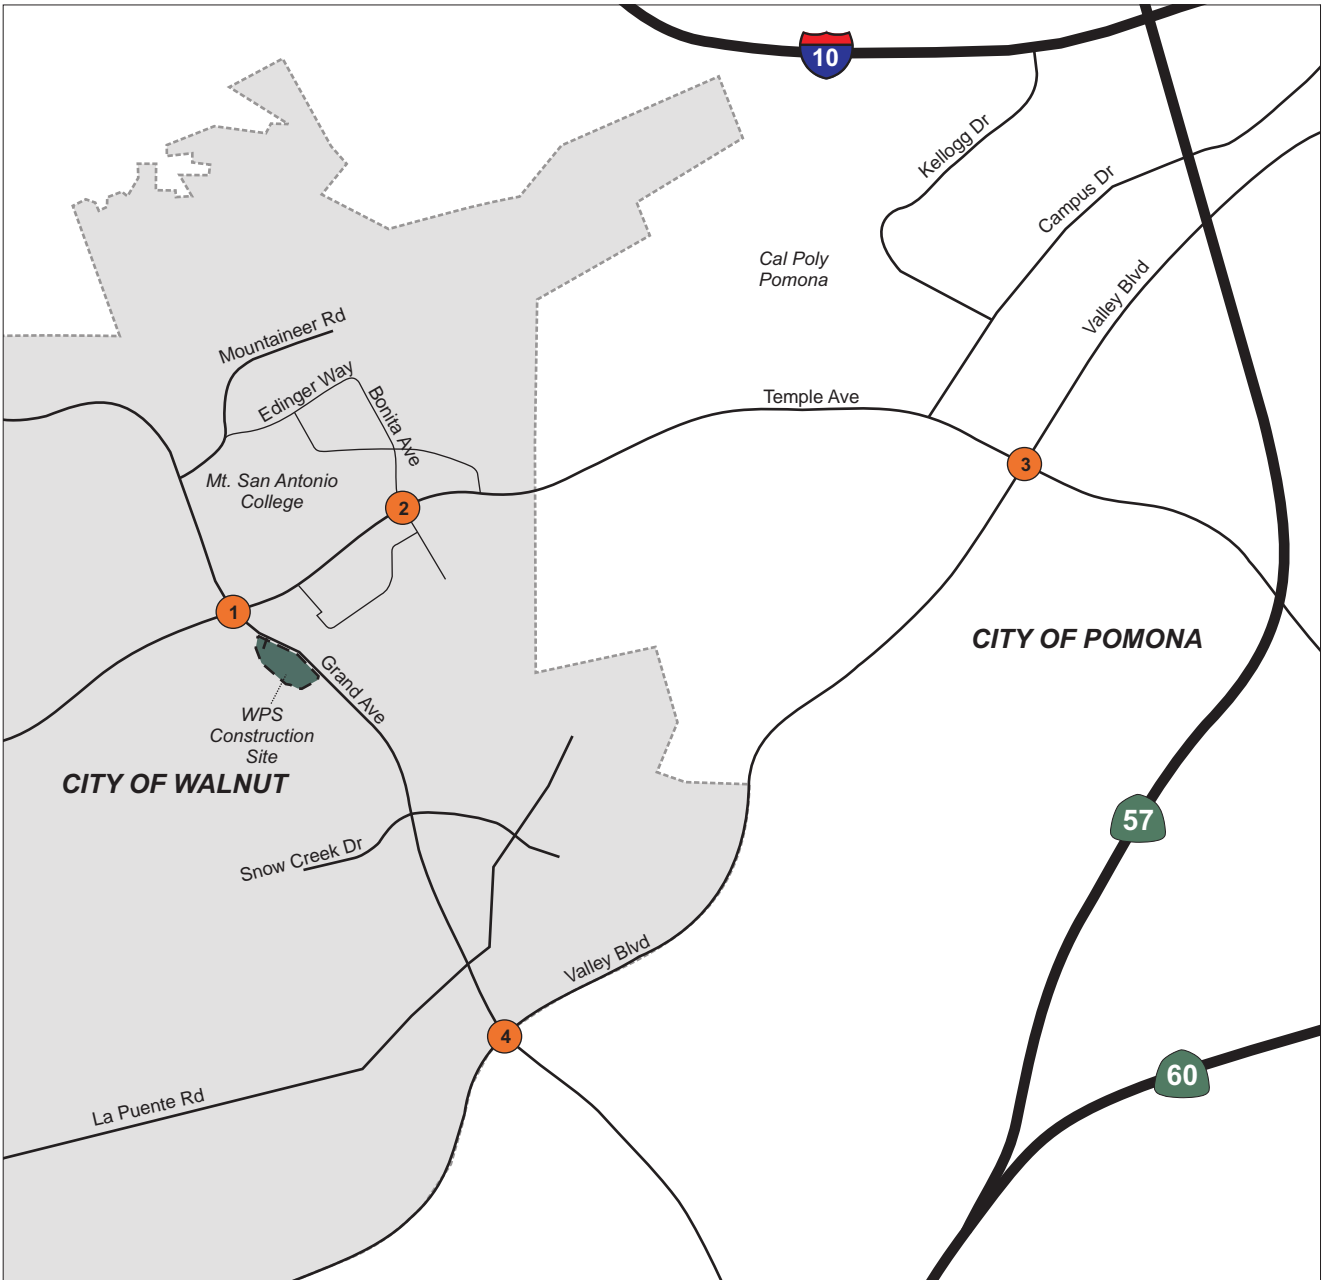 10
Kellogg Dr
Campus Dr
Cal Poly
Pomona
Valley Blvd
Mountaineer Rd
Edinger Way
Bonita Ave
Temple Ave
3
Mt. San Antonio
College
2
1
CITY OF POMONA
Grand Ave
WPS
Construction
Site
CITY OF WALNUT
57
Snow Creek Dr
Valley Blvd
4
60
La Puente Rd